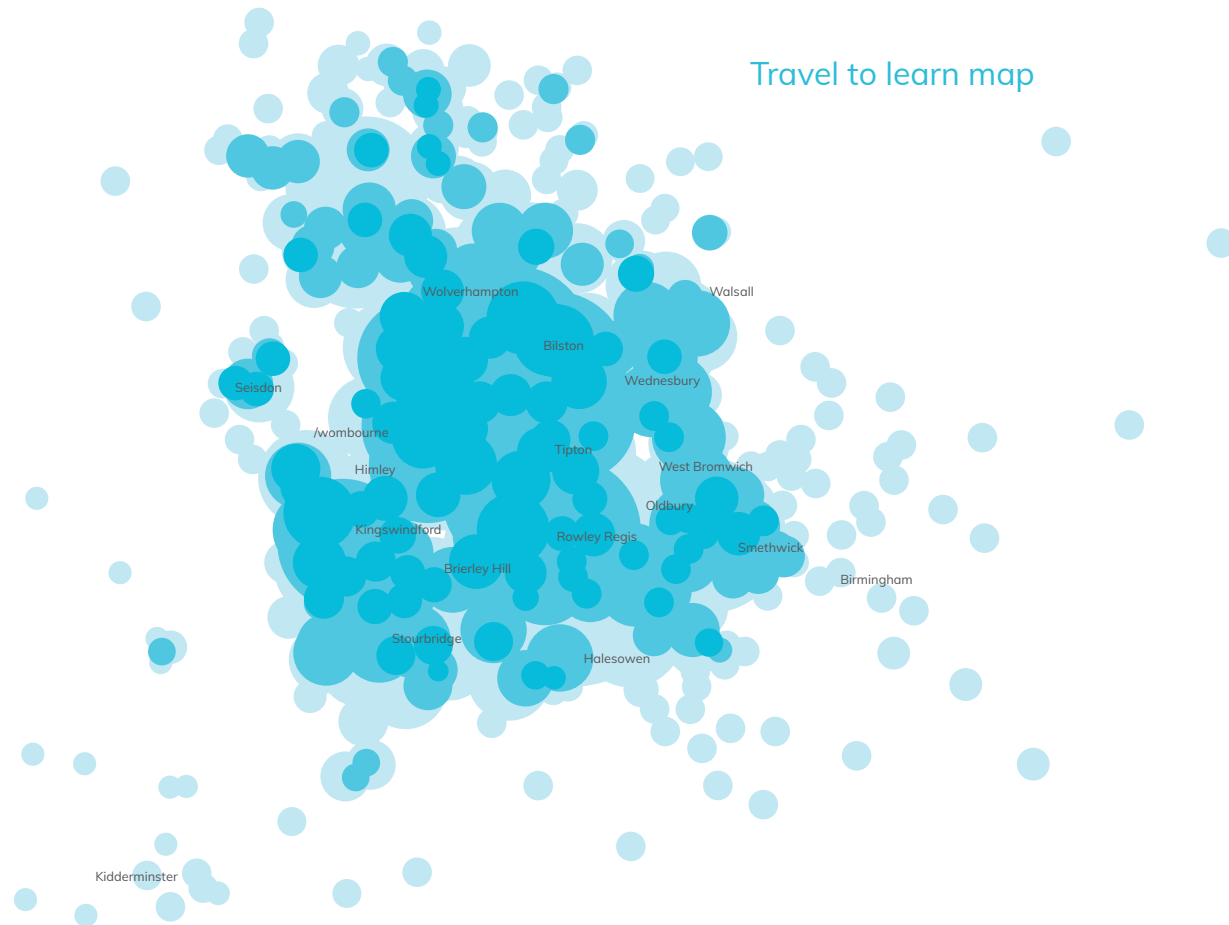 Travel to learn map
Wolverhampton
Walsall
Bilston
Wednesbury
Seisdon
/wombourne
Tipton
Himley
West Bromwich
Oldbury
Kingswindford
Rowley Regis
Smethwick
Brierley Hill
Birmingham
Stourbridge
Halesowen
Kidderminster